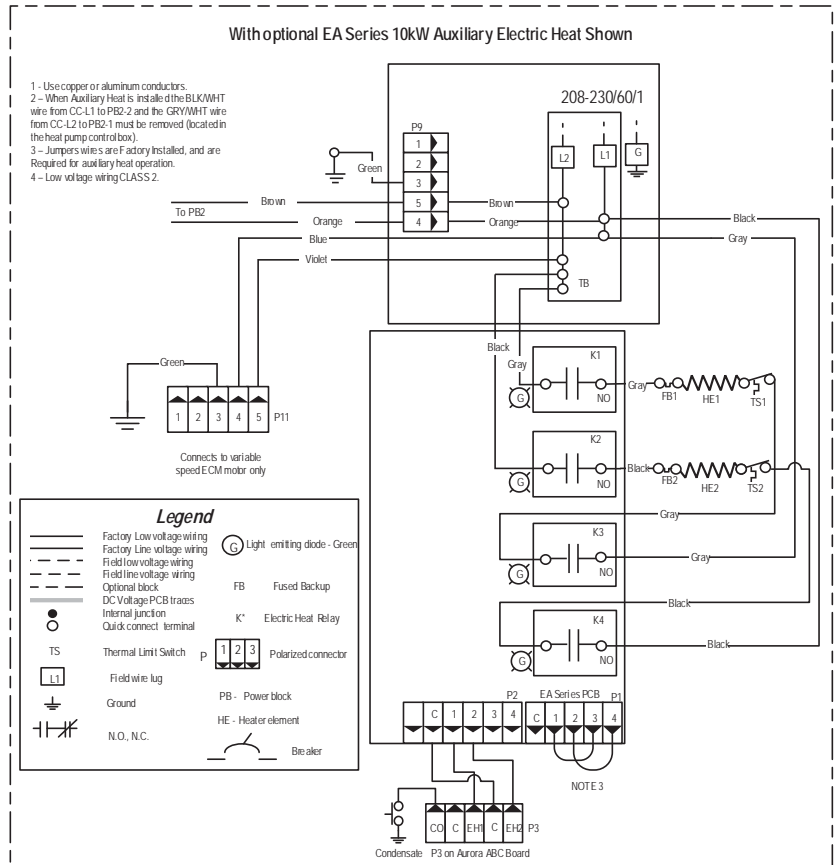 With optional EA Series 10kW Auxiliary Electric Heat Shown
1 - Use copper or aluminum conductors.
2 – When Auxiliary Heat is installed the BLK/WHT
wire from CC-L1 to PB2-2 and the GRY/WHT wire
from CC-L2 to PB2-1 must be removed (located in
the heat pump control box).
3 – Jumpers wires are Factory Installed, and are
Required for auxiliary heat operation.
4 – Low voltage wiring CLASS 2.
208-230/60/1
P9
1
2
3
5
4
L2
L1
G
Green
To PB2
Brown
Brown
Orange
Orange
Black
Blue
Gray
Violet
TB
Black
Gray
Green
1 2 3 4 5 P11
Connects to variable
speed ECM motor only
K1
G
NO
Gray
FB1
HE1
TS1
K2
G
NO
Black
FB2
HE2
TS2
Gray
K3
G
NO
Gray
Black
K4
G
NO
Black
P2
C 1 2 3 4
EA Series PCB
P1
C 1 2 3 4
NOTE 3
CO C EH1 C EH2 P3
Condensate
P3 on Aurora ABC Board
Legend
Factory Low voltage wiring
Factory Line voltage wiring
Field low voltage wiring
Field line voltage wiring
Optional block
DC Voltage PCB traces
Internal junction
Quick connect terminal
TS Thermal Limit Switch
L1 Field wire lug
Ground
N.O., N.C.
G Light emitting diode - Green
FB Fused Backup
K* Electric Heat Relay
P 1 2 3 Polarized connector
PB - Power block
HE - Heater element
Breaker